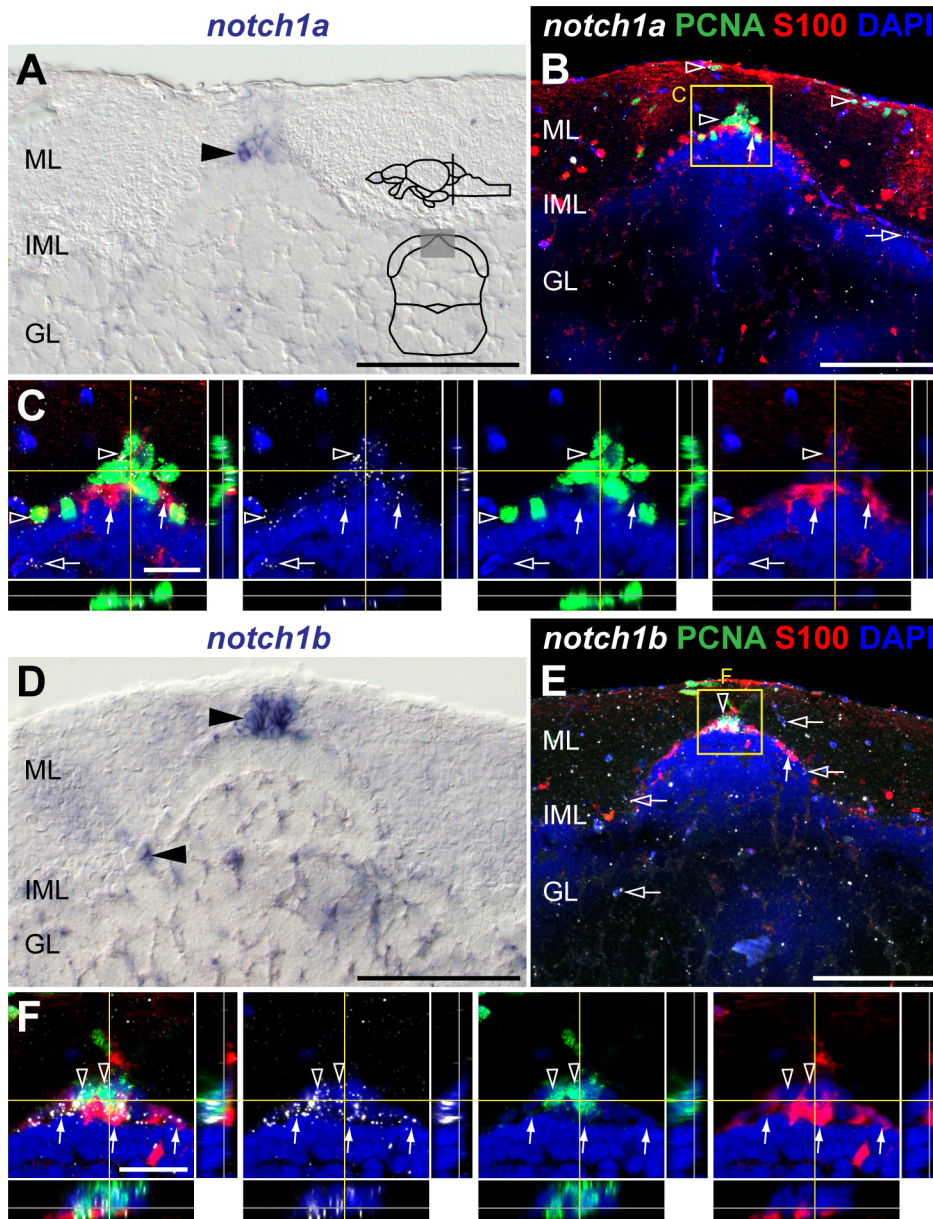 notch1a
notch1a PCNA S100 DAPI
A
ML
IML
GL
B
C
ML
IML
GL
C
notch1b
notch1b PCNA S100 DAPI
D
ML
IML
GL
E
F
ML
IML
GL
F